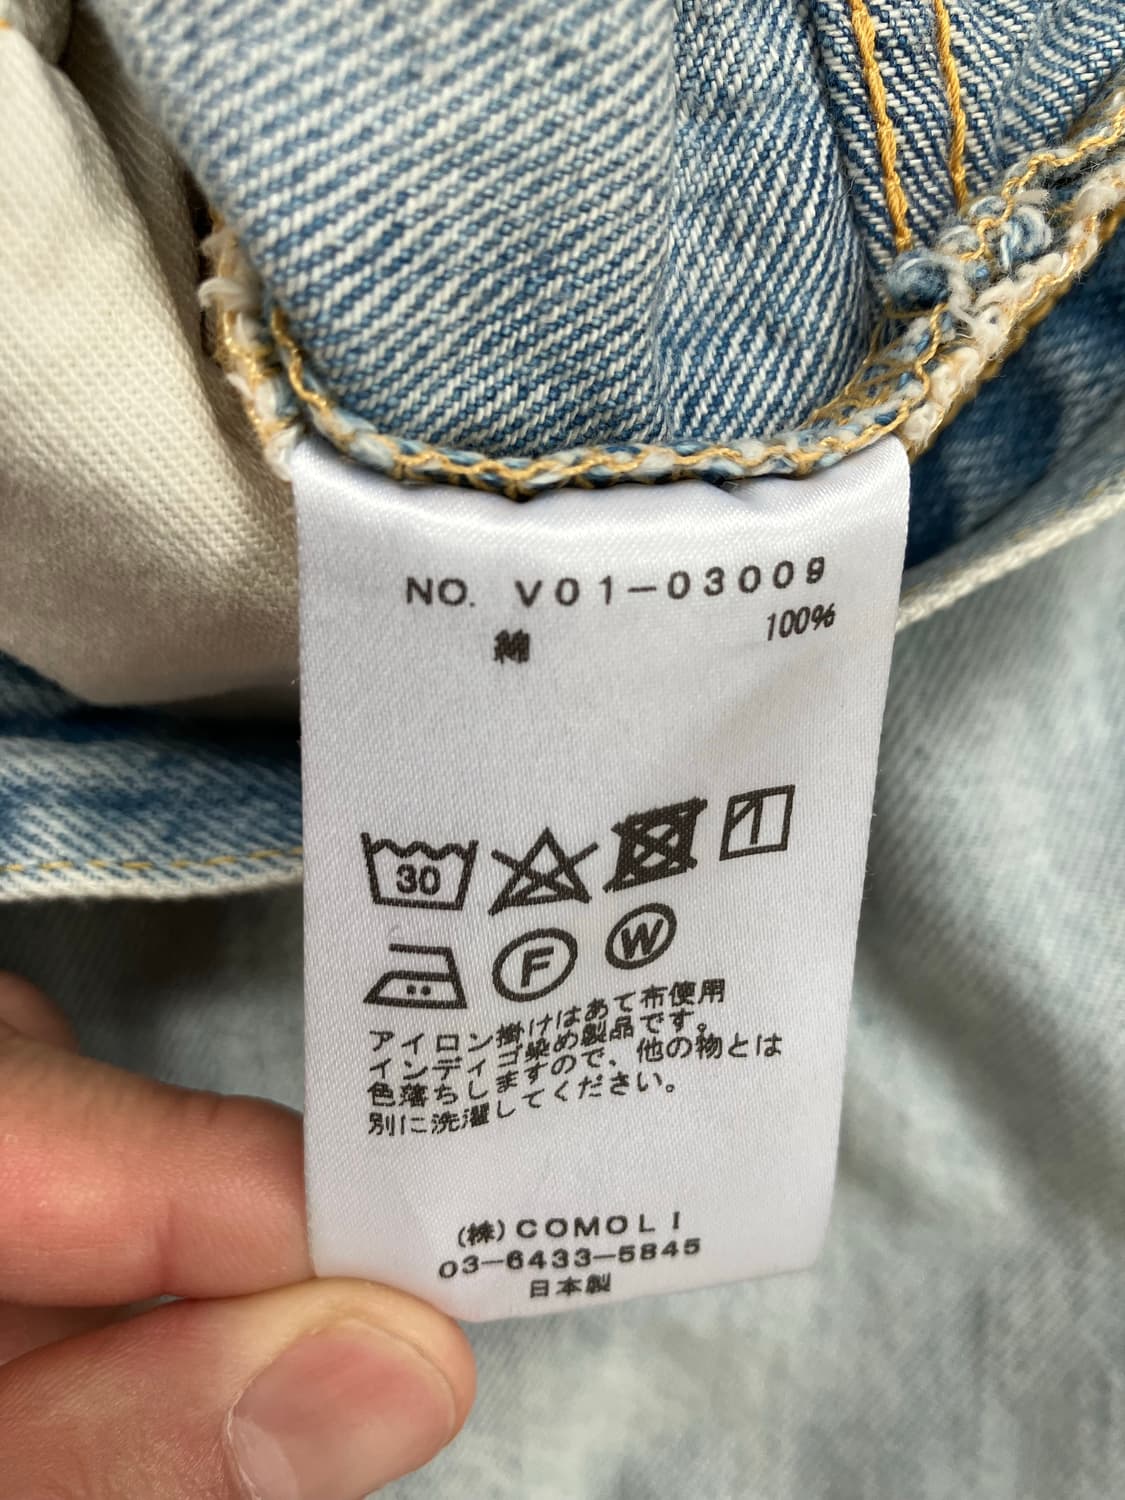 NO. V01-03009
綿 100%
30
F W
アイロン掛けはあて布使用
インディゴ染め製品です。
色落ちしますので、他の物とは
別に洗濯してください。
(株)COMOLI
03-6433-5845
日本製